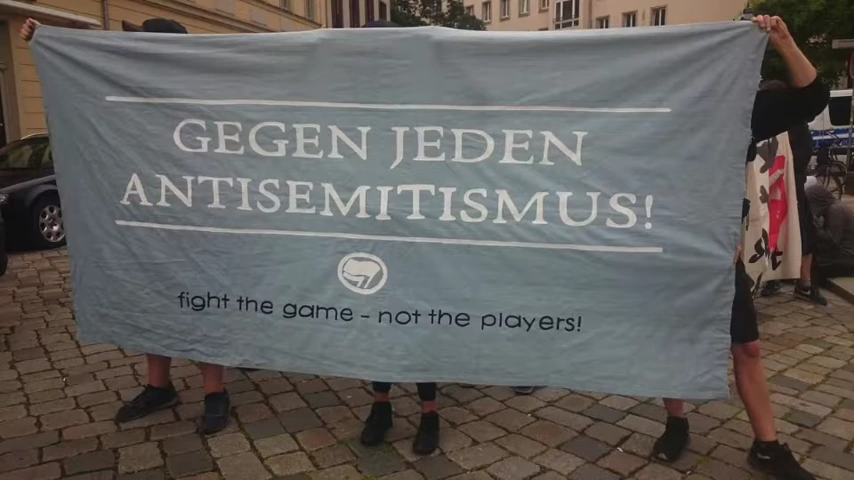 GEGEN JEDEN
ANTISEMITISMUS!
fight the game - not the players!